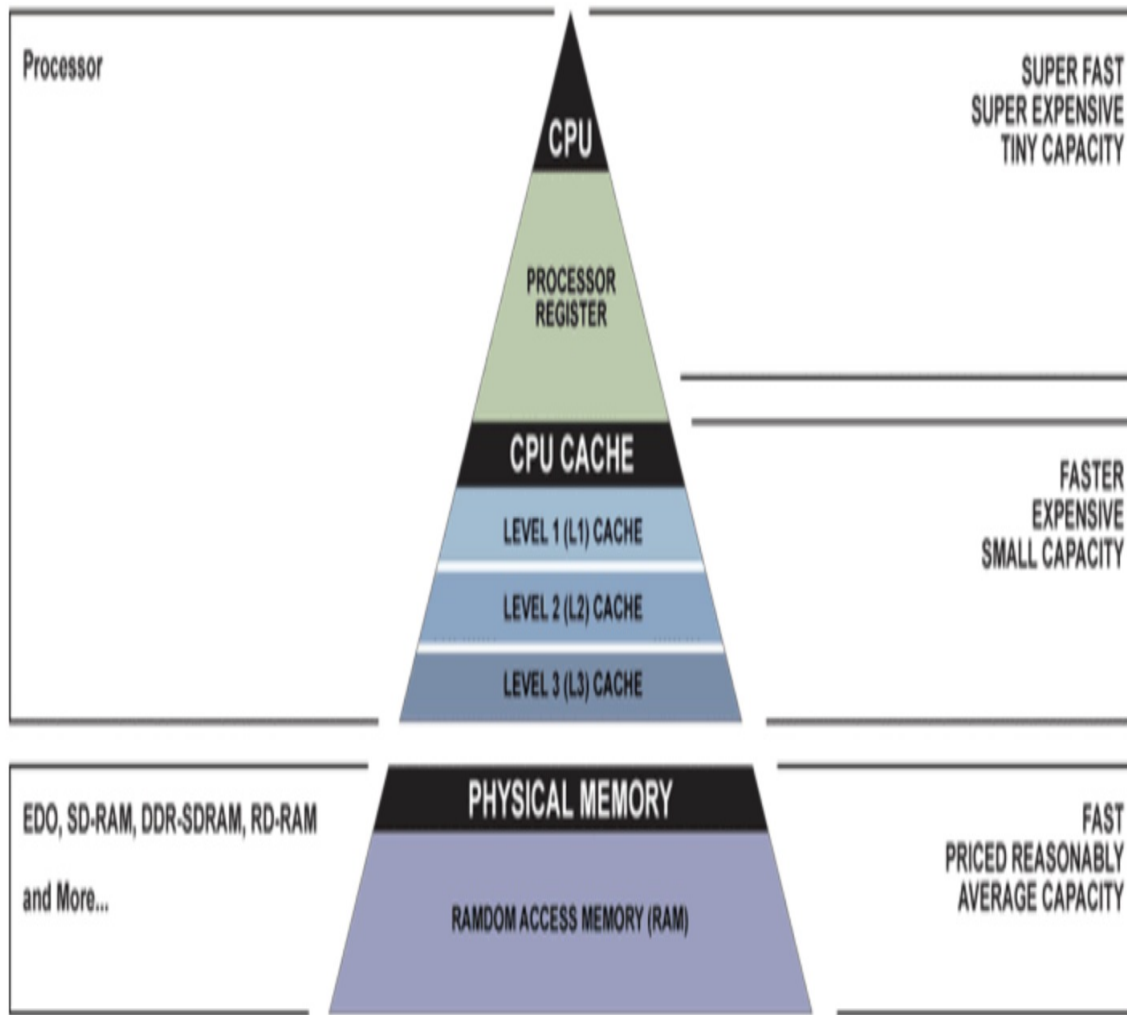 Processor
SUPER FAST
SUPER EXPENSIVE
TINY CAPACITY
CPU
PROCESSOR
REGISTER
CPU CACHE
LEVEL 1 (L1) CACHE
LEVEL 2 (L2) CACHE
LEVEL 3 (L3) CACHE
FASTER
EXPENSIVE
SMALL CAPACITY
EDO, SD-RAM, DDR-SDRAM, RD-RAM
and More...
PHYSICAL MEMORY
RAMDOM ACCESS MEMORY (RAM)
FAST
PRICED REASONABLY
AVERAGE CAPACITY